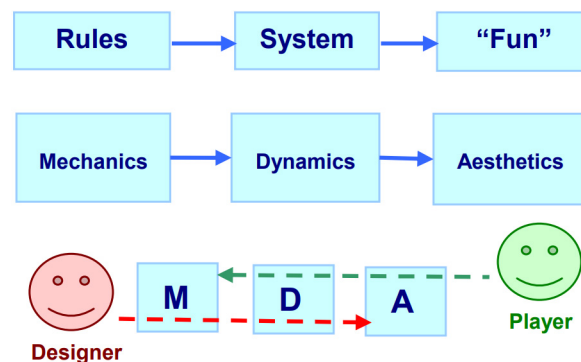 Rules
System
“Fun”
Mechanics
Dynamics
Aesthetics
M
D
A
Designer
Player